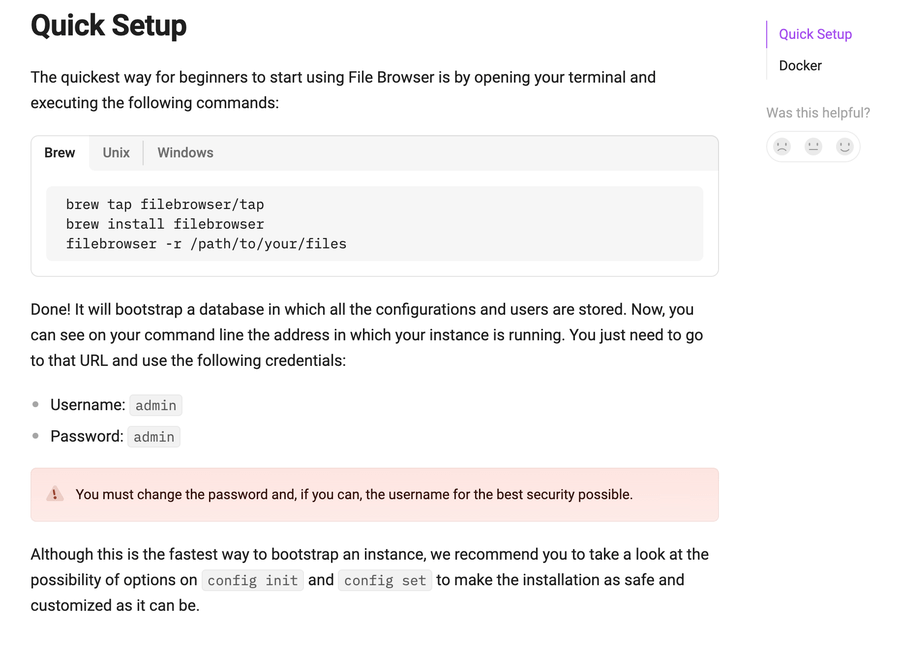 Quick Setup
The quickest way for beginners to start using File Browser is by opening your terminal and
executing the following commands:
Brew
Unix
Windows
brew tap filebrowser/tap
brew install filebrowser
filebrowser -r /path/to/your/files
Done! It will bootstrap a database in which all the configurations and users are stored. Now, you
can see on your command line the address in which your instance is running. You just need to go
to that URL and use the following credentials:
Username: admin
Password: admin
You must change the password and, if you can, the username for the best security possible.
Although this is the fastest way to bootstrap an instance, we recommend you to take a look at the
possibility of options on config init and config set to make the installation as safe and
customized as it can be.
Quick Setup
Docker
Was this helpful?